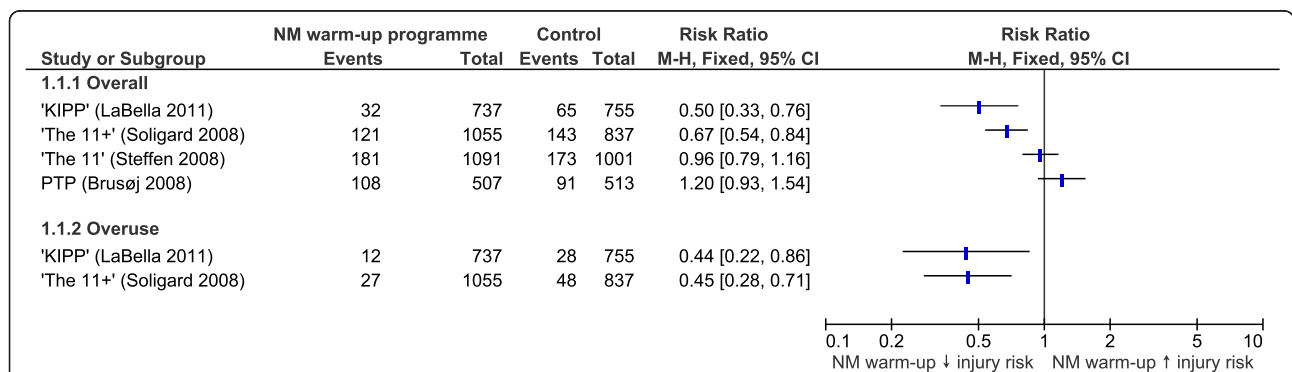 NM warm-up programme Control Risk Ratio Risk Ratio
Study or Subgroup Events Total Events Total M-H, Fixed, 95% CI M-H, Fixed, 95% CI
1.1.1 Overall
'KIPP' (LaBella 2011) 32 737 65 755 0.50 [0.33, 0.76]
'The 11+' (Soligard 2008) 121 1055 143 837 0.67 [0.54, 0.84]
'The 11' (Steffen 2008) 181 1091 173 1001 0.96 [0.79, 1.16]
PTP (Brusøj 2008) 108 507 91 513 1.20 [0.93, 1.54]
1.1.2 Overuse
'KIPP' (LaBella 2011) 12 737 28 755 0.44 [0.22, 0.86]
'The 11+' (Soligard 2008) 27 1055 48 837 0.45 [0.28, 0.71]
0.1 0.2 0.5 1 2 5 10
NM warm-up ↓ injury risk NM warm-up ↑ injury risk